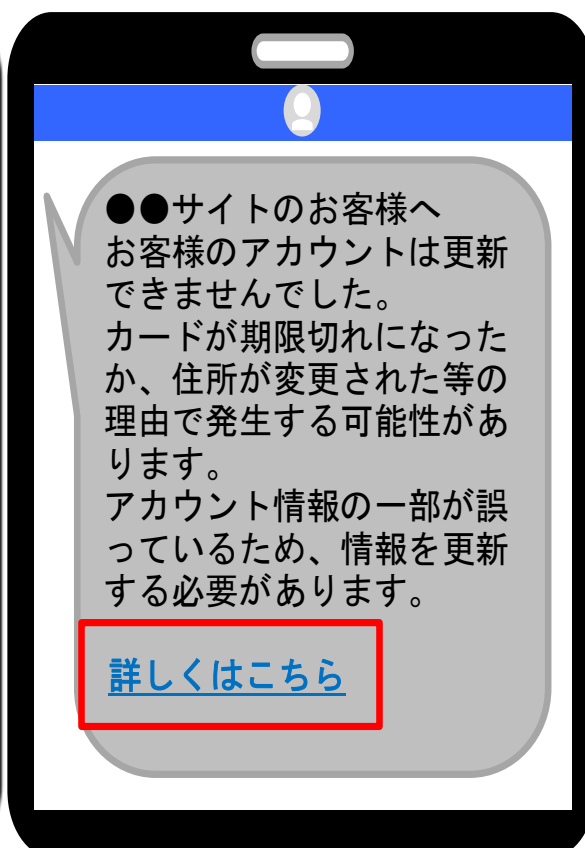 ●●サイトのお客様へ
お客様のアカウントは更新
できませんでした。
カードが期限切れになった
か、住所が変更された等の
理由で発生する可能性があ
ります。
アカウント情報の一部が誤
っているため、情報を更新
する必要があります。
詳しくはこちら